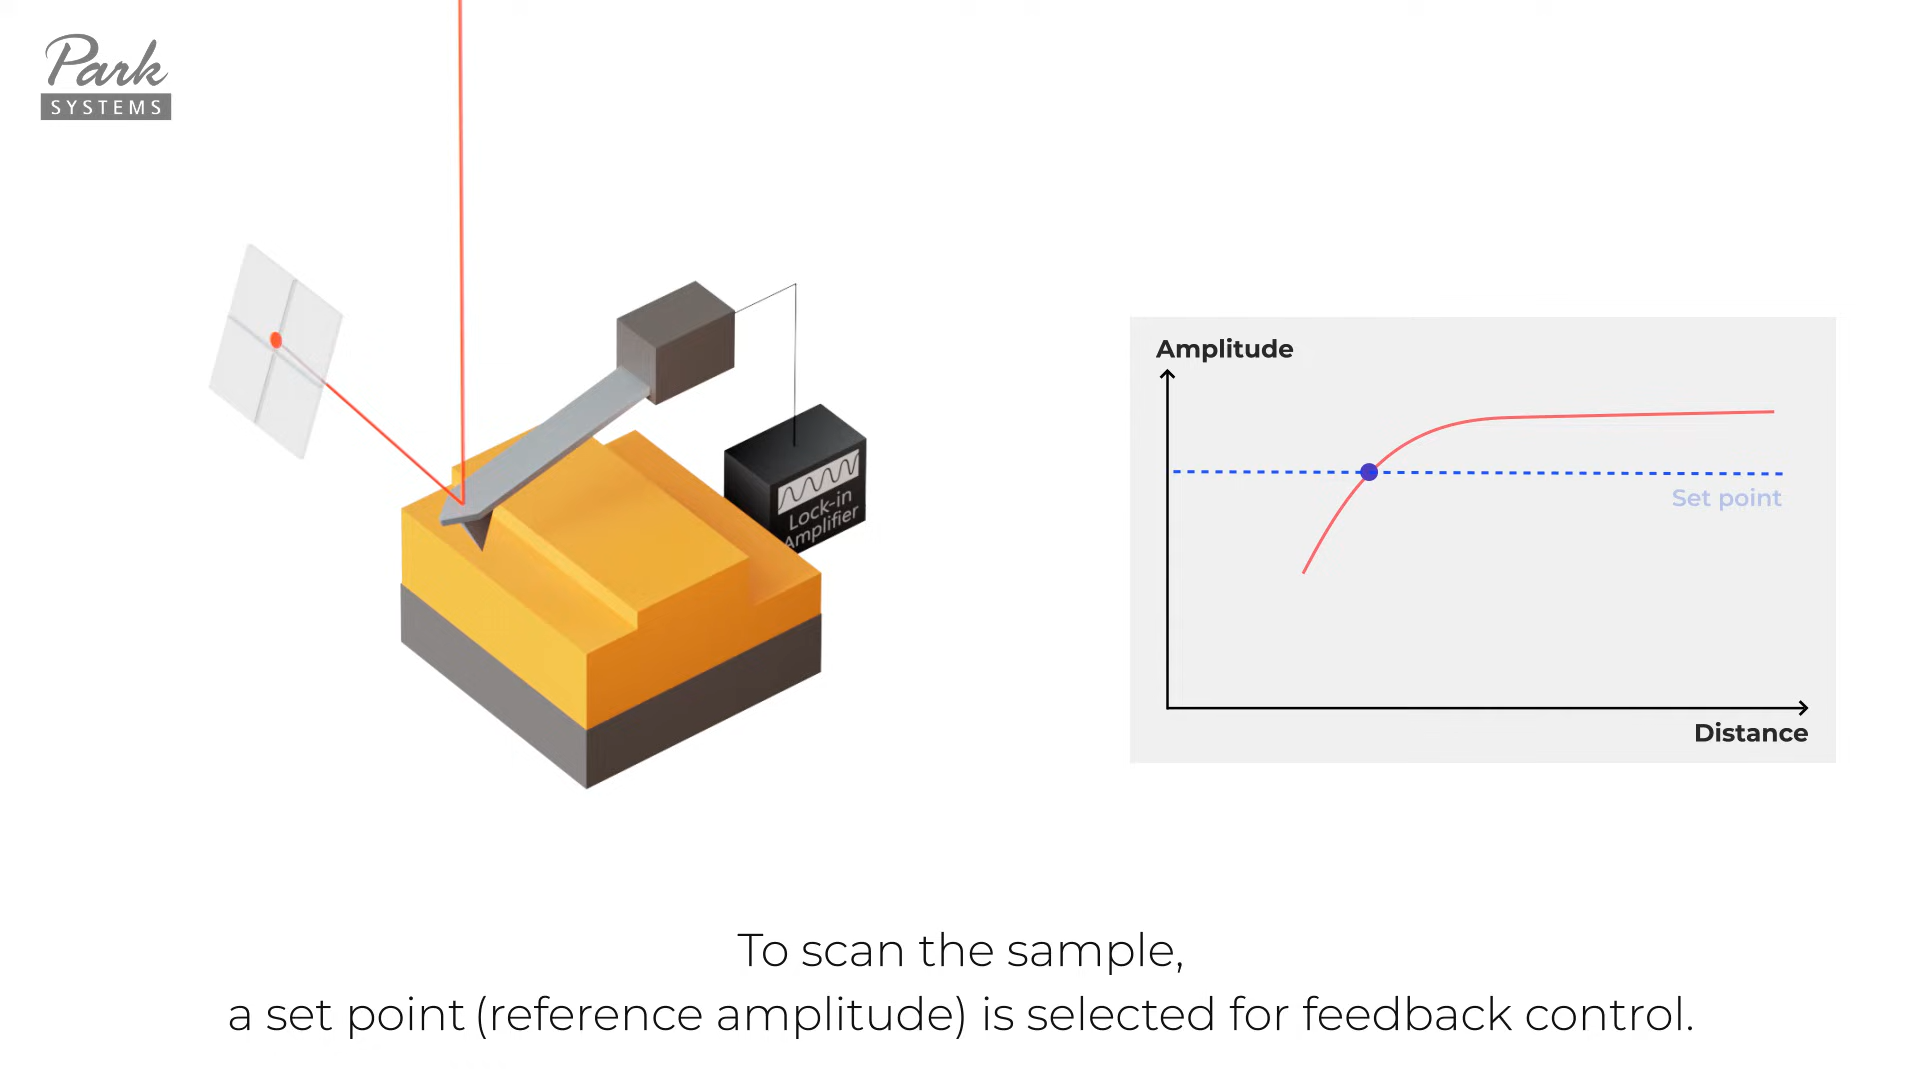 Park
SYSTEMS
Lock-in
Amplifier
Amplitude
Set point
Distance
To scan the sample,
a set point (reference amplitude) is selected for feedback control.